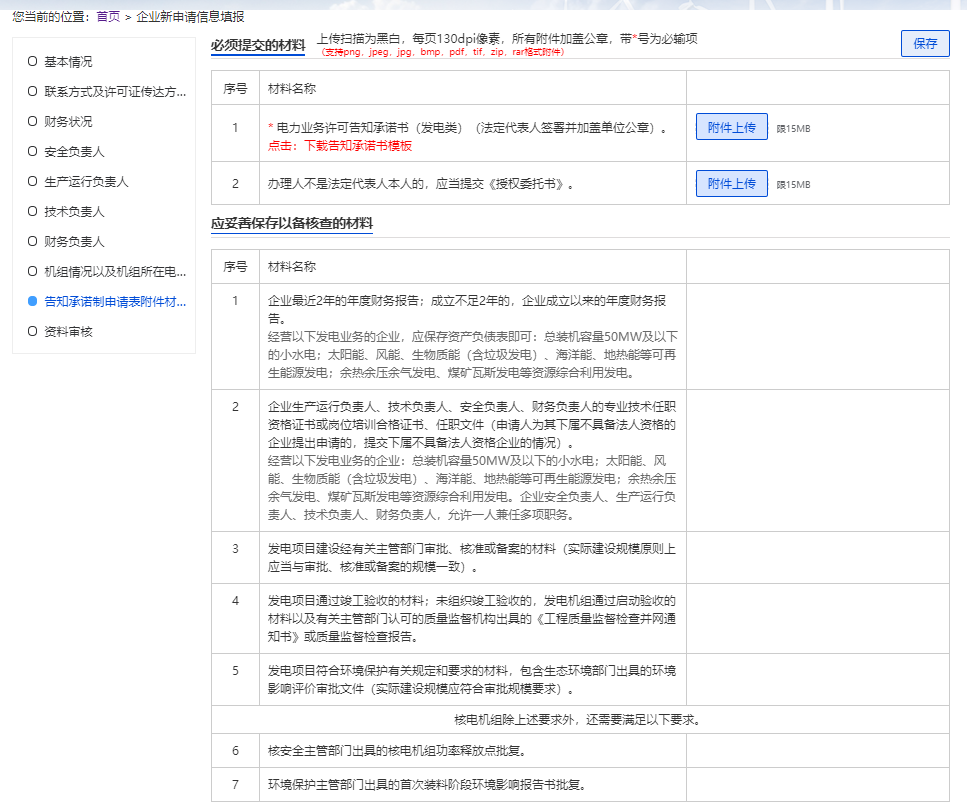 您当前的位置：首页 > 企业新申请信息填报
基本情况
联系方式及许可证传达方...
财务状况
安全负责人
生产运行负责人
技术负责人
财务负责人
机组情况以及机组所在电...
告知承诺制申请表附件材...
资料审核
必须提交的材料 上传扫描为黑白，每页130dpi像素，所有附件加盖公章，带*号为必输项
（支持png、jpeg、jpg、bmp、pdf、tif、zip、rar格式附件）
保存
序号 材料名称
1 * 电力业务许可告知承诺书（发电类）（法定代表人签署并加盖单位公章）。
点击：下载告知承诺书模板
附件上传 限15MB
2 办理人不是法定代表人本人的，应当提交《授权委托书》。
附件上传 限15MB
应妥善保存以备核查的材料
序号 材料名称
1 企业最近2年的年度财务报告；成立不足2年的，企业成立以来的年度财务报
告。
经营以下发电业务的企业，应保存资产负债表即可：总装机容量50MW及以下
的小水电；太阳能、风能、生物质能（含垃圾发电）、海洋能、地热能等可再
生能源发电；余热余压余气发电、煤矿瓦斯发电等资源综合利用发电。
2 企业生产运行负责人、技术负责人、安全负责人、财务负责人的专业技术任职
资格证书或岗位培训合格证书、任职文件（申请人为其下属不具备法人资格的
企业提出申请的，提交下属不具备法人资格企业的情况）。
经营以下发电业务的企业：总装机容量50MW及以下的小水电；太阳能、风
能、生物质能（含垃圾发电）、海洋能、地热能等可再生能源发电；余热余压
余气发电、煤矿瓦斯发电等资源综合利用发电。企业安全负责人、生产运行负
责人、技术负责人、财务负责人，允许一人兼任多项职务。
3 发电项目建设经有关主管部门审批、核准或备案的材料（实际建设规模原则上
应当与审批、核准或备案的规模一致）。
4 发电项目通过竣工验收的材料；未组织竣工验收的，发电机组通过启动验收的
材料以及有关主管部门认可的质量监督机构出具的《工程质量监督检查并网通
知书》或质量监督检查报告。
5 发电项目符合环境保护有关规定和要求的材料，包含生态环境部门出具的环境
影响评价审批文件（实际建设规模应符合审批规模要求）。
核电机组除上述要求外，还需要满足以下要求。
6 核安全主管部门出具的核电机组功率释放点批复。
7 环境保护主管部门出具的首次装料阶段环境影响报告书批复。